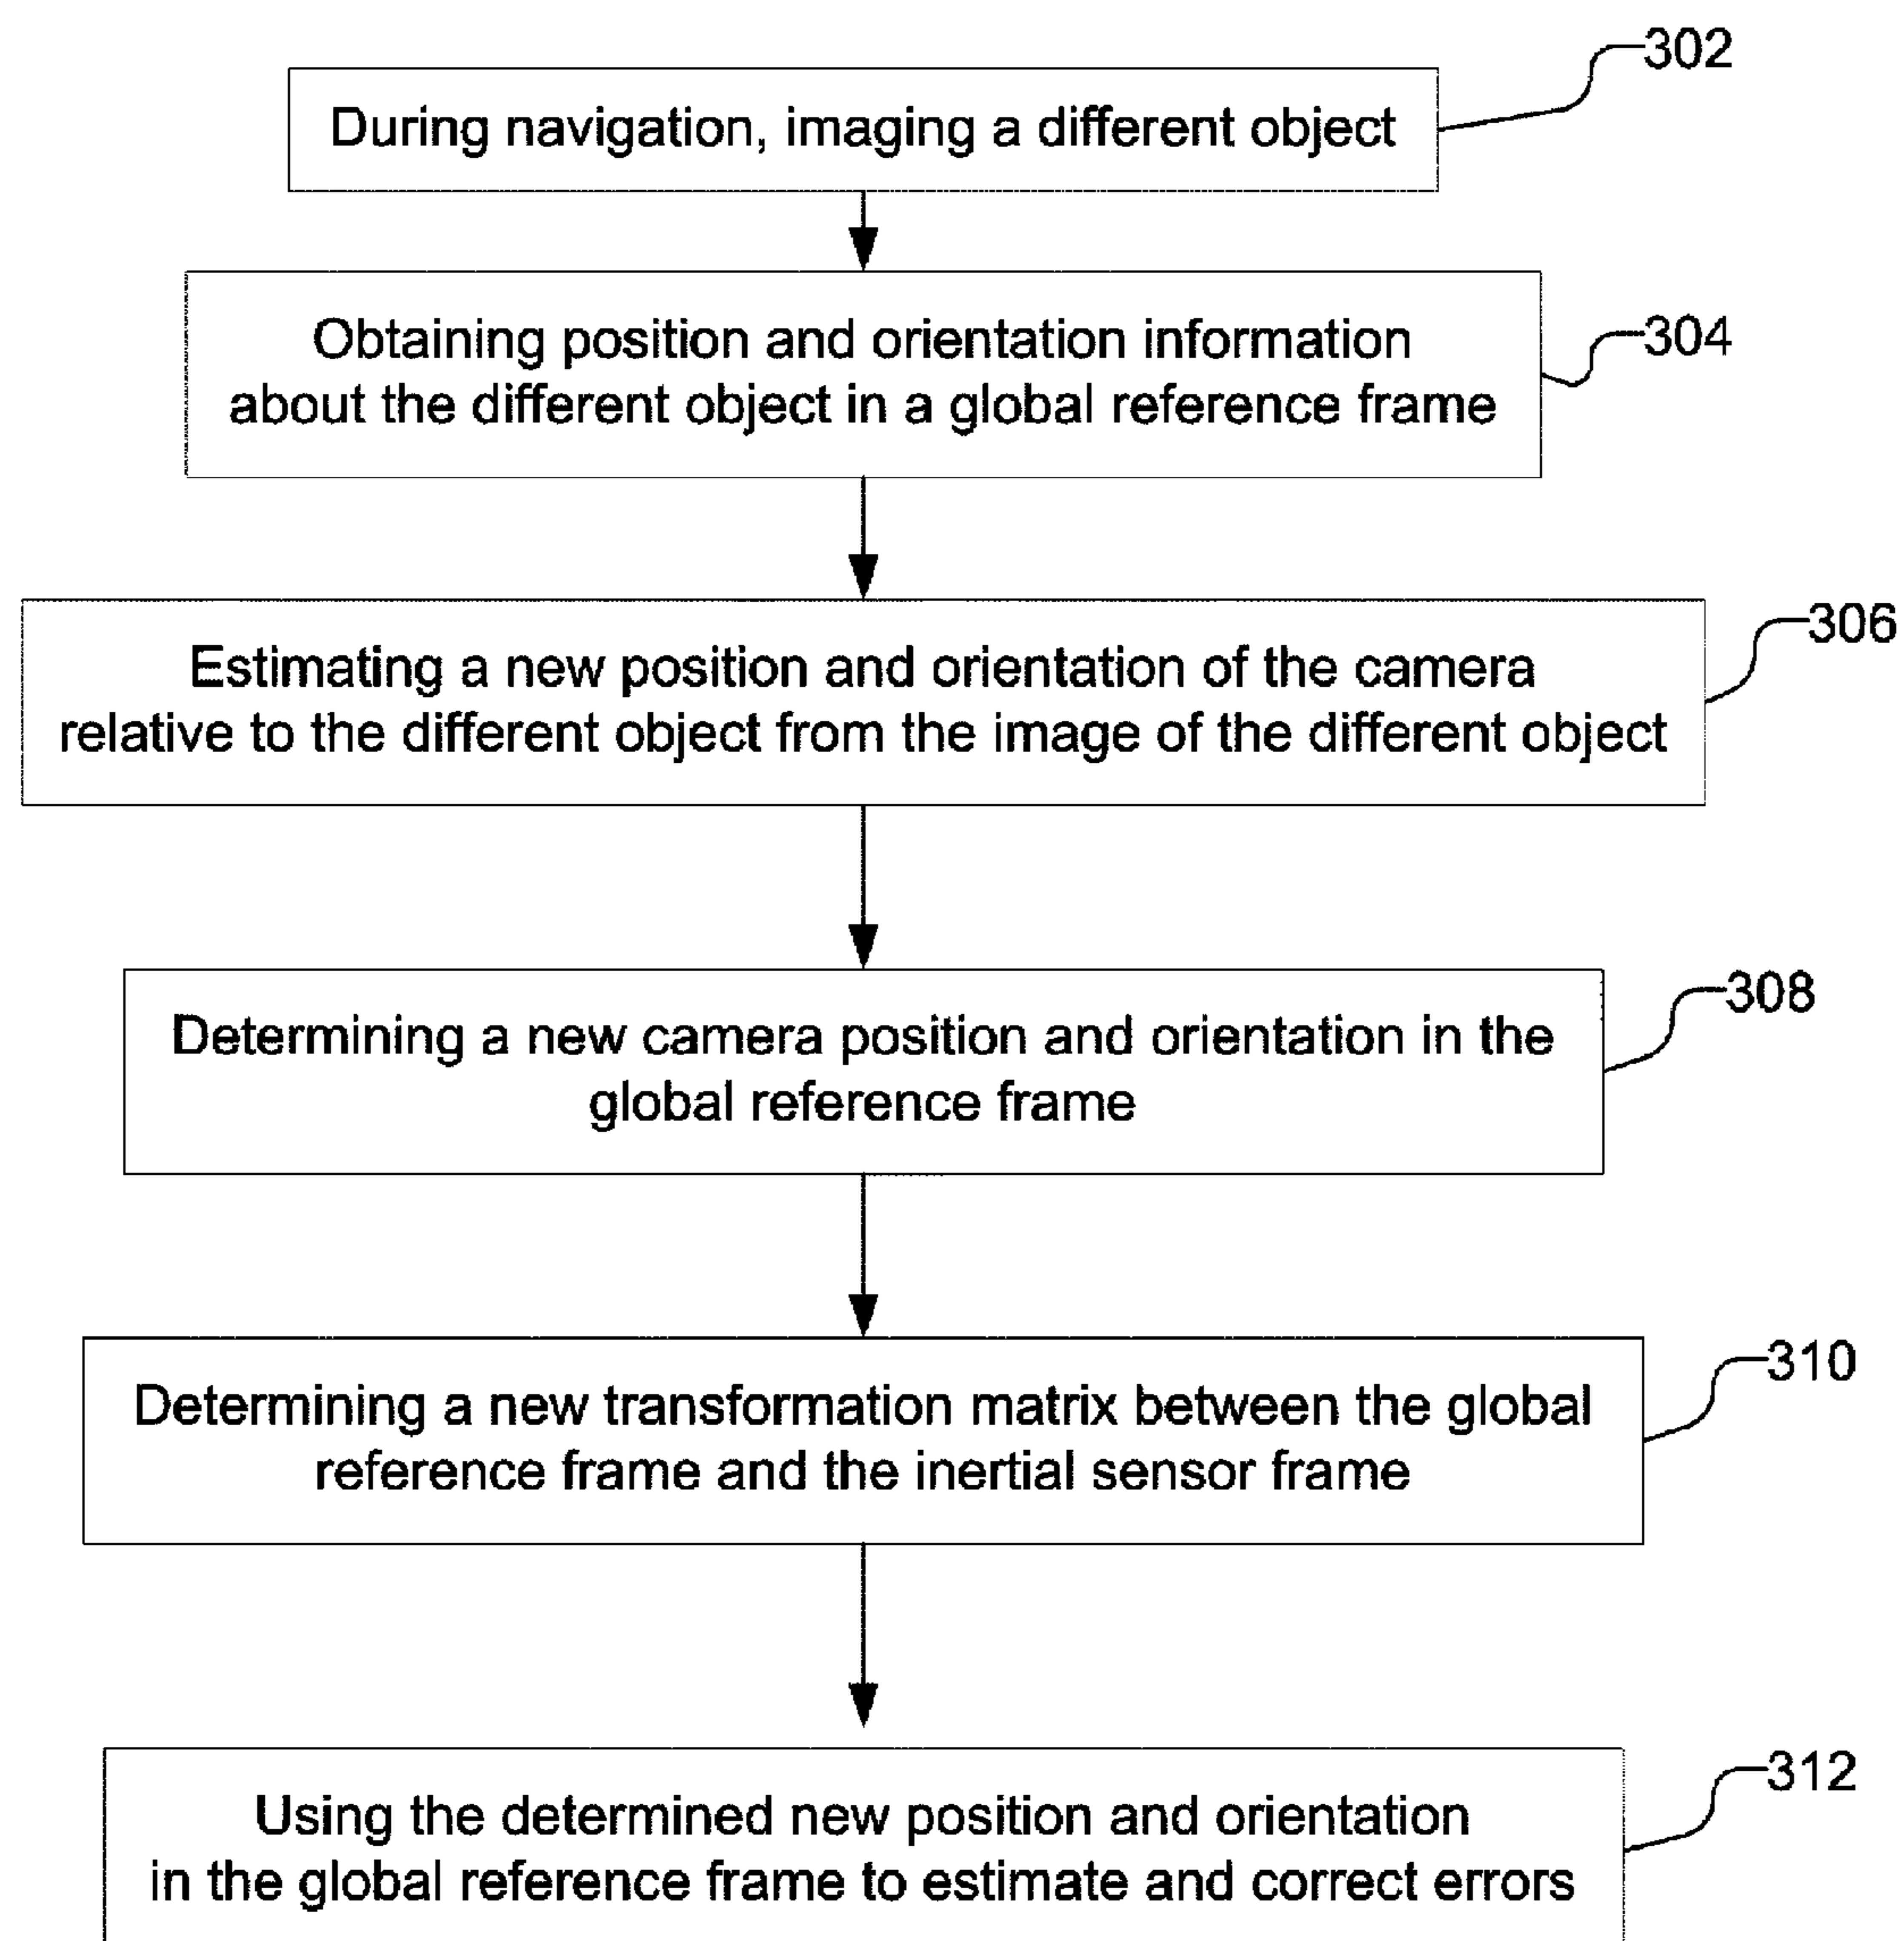 302
During navigation, imaging a different object
304
Obtaining position and orientation information
about the different object in a global reference frame
306
Estimating a new position and orientation of the camera
relative to the different object from the image of the different object
308
Determining a new camera position and orientation in the
global reference frame
310
Determining a new transformation matrix between the global
reference frame and the inertial sensor frame
312
Using the determined new position and orientation
in the global reference frame to estimate and correct errors